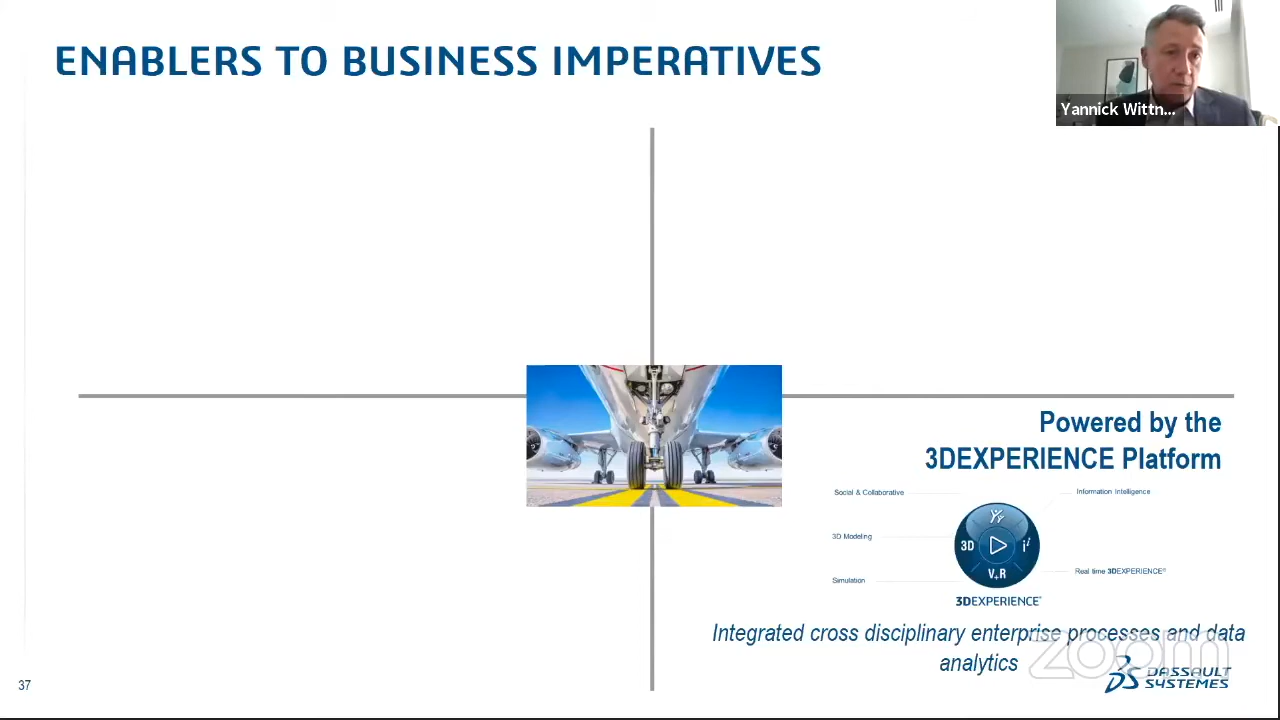 ENABLERS TO BUSINESS IMPERATIVES
Yannick Wittn...
Powered by the
3DEXPERIENCE Platform
Social & Collaborative
Information Intelligence
3D Modeling
3D
i
V+R
Simulation
Real time 3DEXPERIENCE®
3DEXPERIENCE®
Integrated cross disciplinary enterprise processes and data
analytics
zoom
DASSAULT
SYSTEMES
37